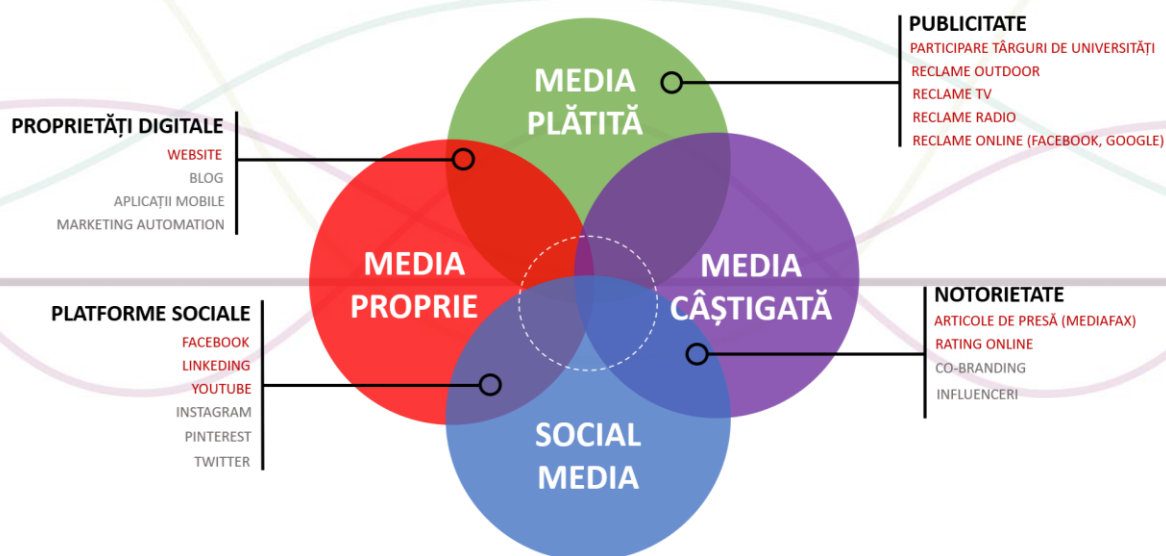 PROPRIETĂȚI DIGITALE
WEBSITE
BLOG
APLICAȚII MOBILE
MARKETING AUTOMATION
PLATFORME SOCIALE
FACEBOOK
LINKEDING
YOUTUBE
INSTAGRAM
PINTEREST
TWITTER
MEDIA
PLĂTITĂ
MEDIA
PROPRIE
MEDIA
CÂȘTIGATĂ
SOCIAL
MEDIA
PUBLICITATE
PARTICIPARE TÂRGURI DE UNIVERSITĂȚI
RECLAME OUTDOOR
RECLAME TV
RECLAME RADIO
RECLAME ONLINE (FACEBOOK, GOOGLE)
NOTORIETATE
ARTICOLE DE PRESĂ (MEDIAFAX)
RATING ONLINE
CO-BRANDING
INFLUENCERI